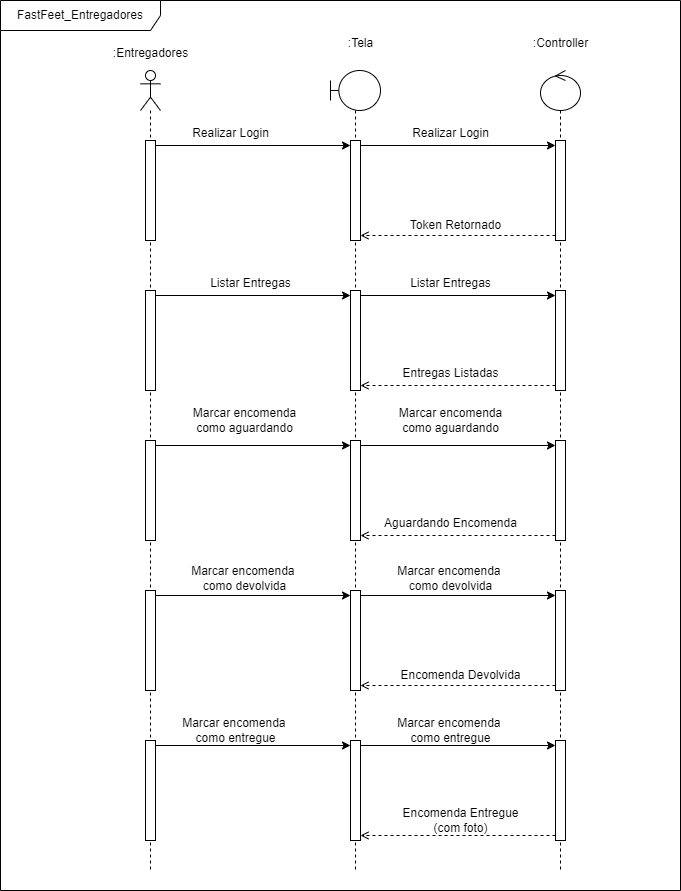 FastFeet_Entregadores
:Entregadores
:Tela
:Controller
Realizar Login
Realizar Login
Token Retornado
Listar Entregas
Listar Entregas
Entregas Listadas
Marcar encomenda
como aguardando
Marcar encomenda
como aguardando
Aguardando Encomenda
Marcar encomenda
como devolvida
Marcar encomenda
como devolvida
Encomenda Devolvida
Marcar encomenda
como entregue
Marcar encomenda
como entregue
Encomenda Entregue
(com foto)